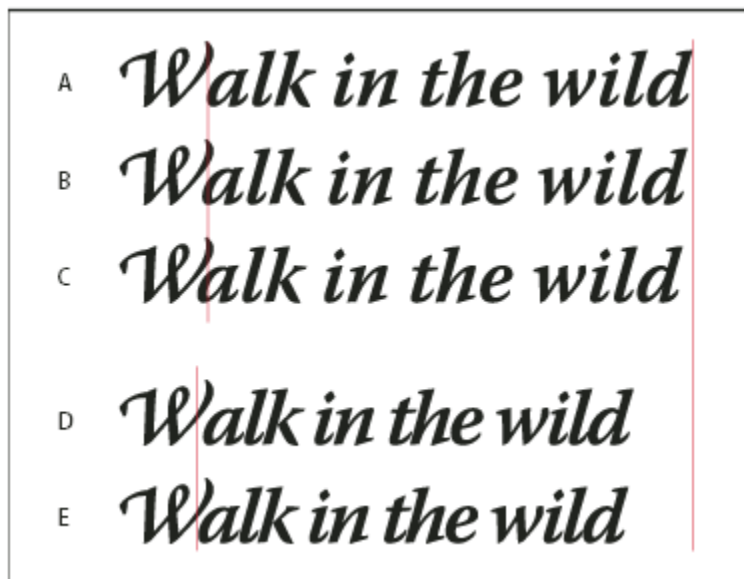 A Walk in the wild
B Walk in the wild
C Walk in the wild
D Walk in the wild
E Walk in the wild